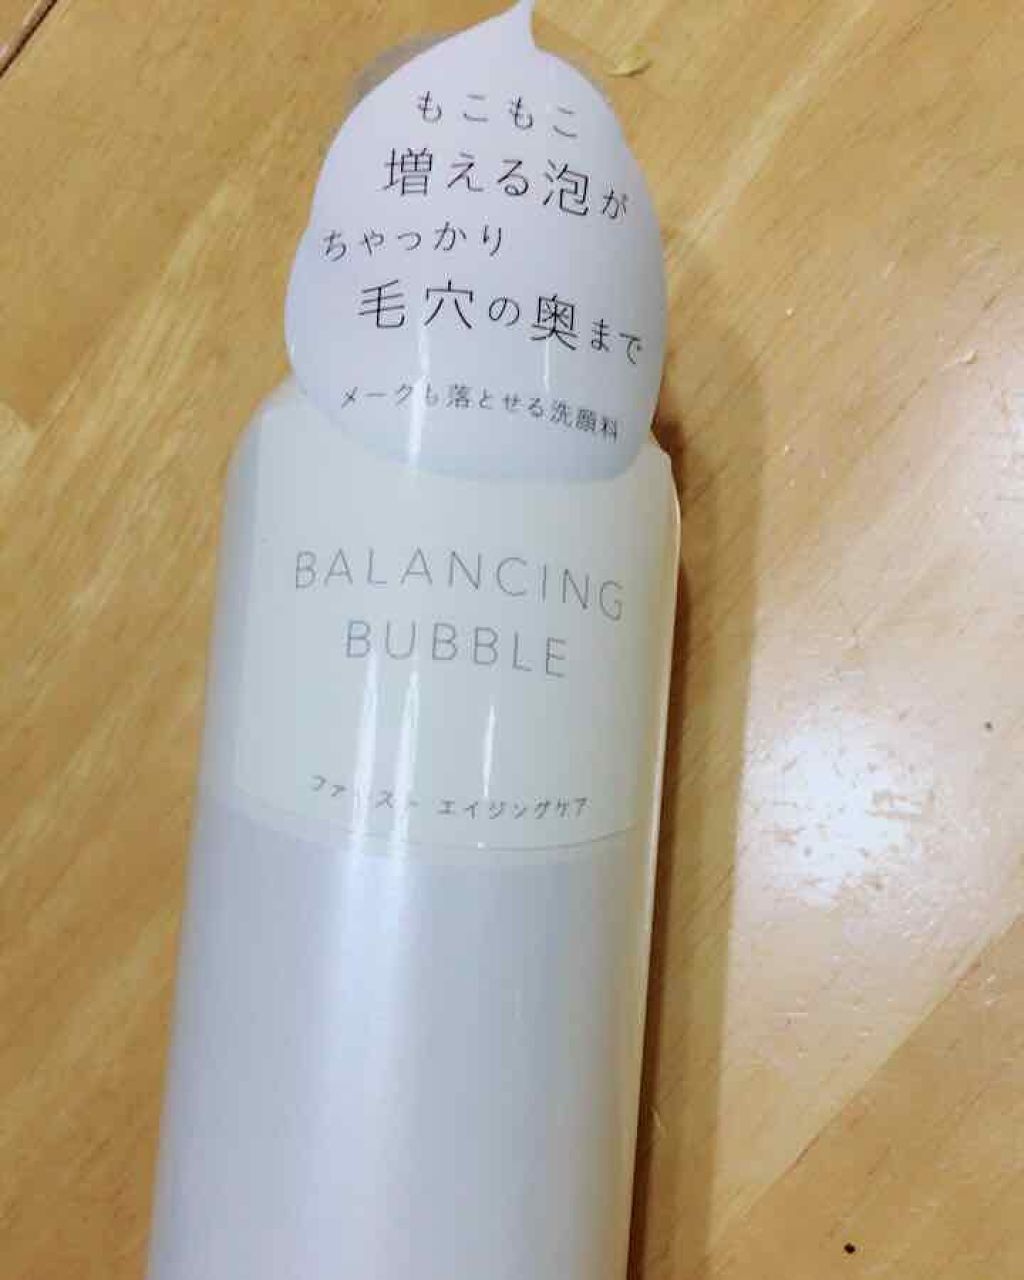 もこもこ
増える泡が
ちゃっかり
毛穴の奥まで
メークも落とせる洗顔料
BALANCING
BUBBLE
ファースト エイジングケア